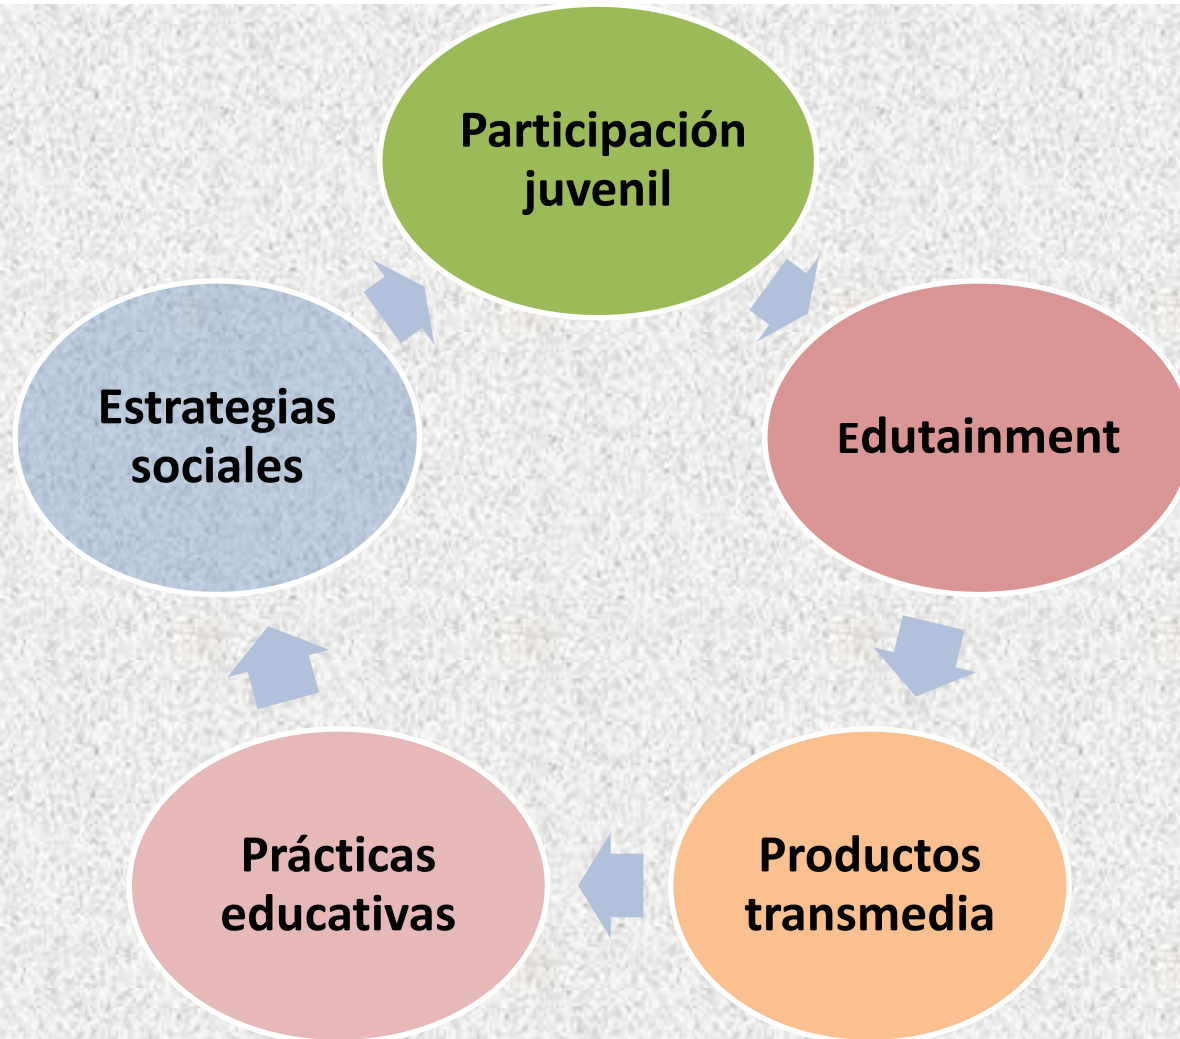 Participación
juvenil
Edutainment
Productos
transmedia
Prácticas
educativas
Estrategias
sociales